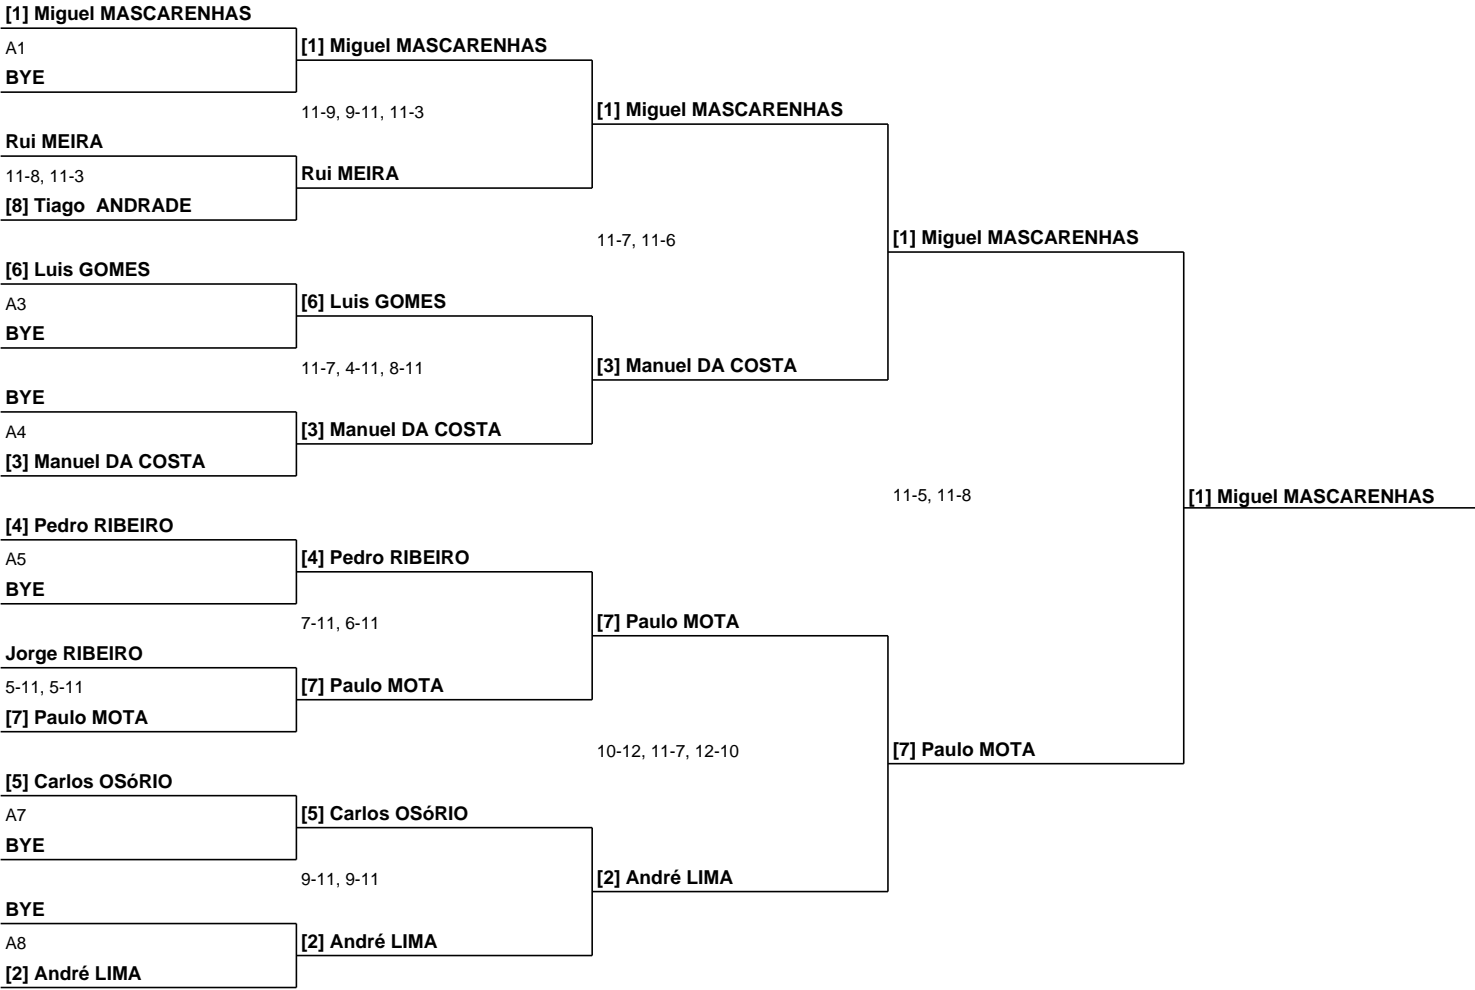 [1] Miguel MASCARENHAS
A1
[1] Miguel MASCARENHAS
BYE
11-9, 9-11, 11-3
[1] Miguel MASCARENHAS
Rui MEIRA
11-8, 11-3
Rui MEIRA
[8] Tiago  ANDRADE
11-7, 11-6
[1] Miguel MASCARENHAS
[6] Luis GOMES
A3
[6] Luis GOMES
BYE
11-7, 4-11, 8-11
[3] Manuel DA COSTA
BYE
A4
[3] Manuel DA COSTA
[3] Manuel DA COSTA
11-5, 11-8
[1] Miguel MASCARENHAS
[4] Pedro RIBEIRO
A5
[4] Pedro RIBEIRO
BYE
7-11, 6-11
[7] Paulo MOTA
Jorge RIBEIRO
5-11, 5-11
[7] Paulo MOTA
[7] Paulo MOTA
10-12, 11-7, 12-10
[7] Paulo MOTA
[5] Carlos OSóRIO
A7
[5] Carlos OSóRIO
BYE
9-11, 9-11
[2] André LIMA
BYE
A8
[2] André LIMA
[2] André LIMA